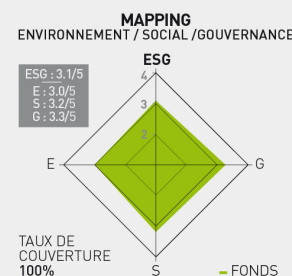 MAPPING
ENVIRONNEMENT / SOCIAL /GOUVERNANCE
ESG : 3.1/5
E : 3.0/5
S : 3.2/5
G : 3.3/5
ESG
4
3
2
E
G
S
TAUX DE
COUVERTURE
100%
FONDS